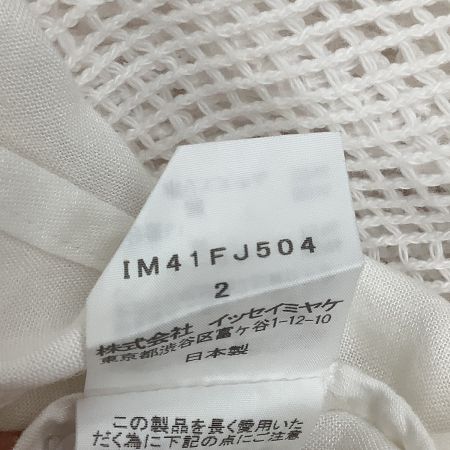 IM41FJ504
2
株式会社 イッセイミヤケ
東京都渋谷区富ヶ谷1-12-10
日本製
この製品を長く愛用いた
だく為に下記の点にご注意